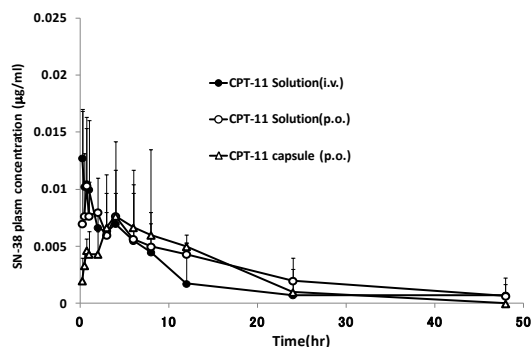 0.025
0.02
0.015
0.01
0.005
0
SN-38 plasm concentration (µg/ml)
CPT-11 Solution(i.v.)
CPT-11 Solution(p.o.)
CPT-11 capsule (p.o.)
0 10 20 30 40 50
Time(hr)